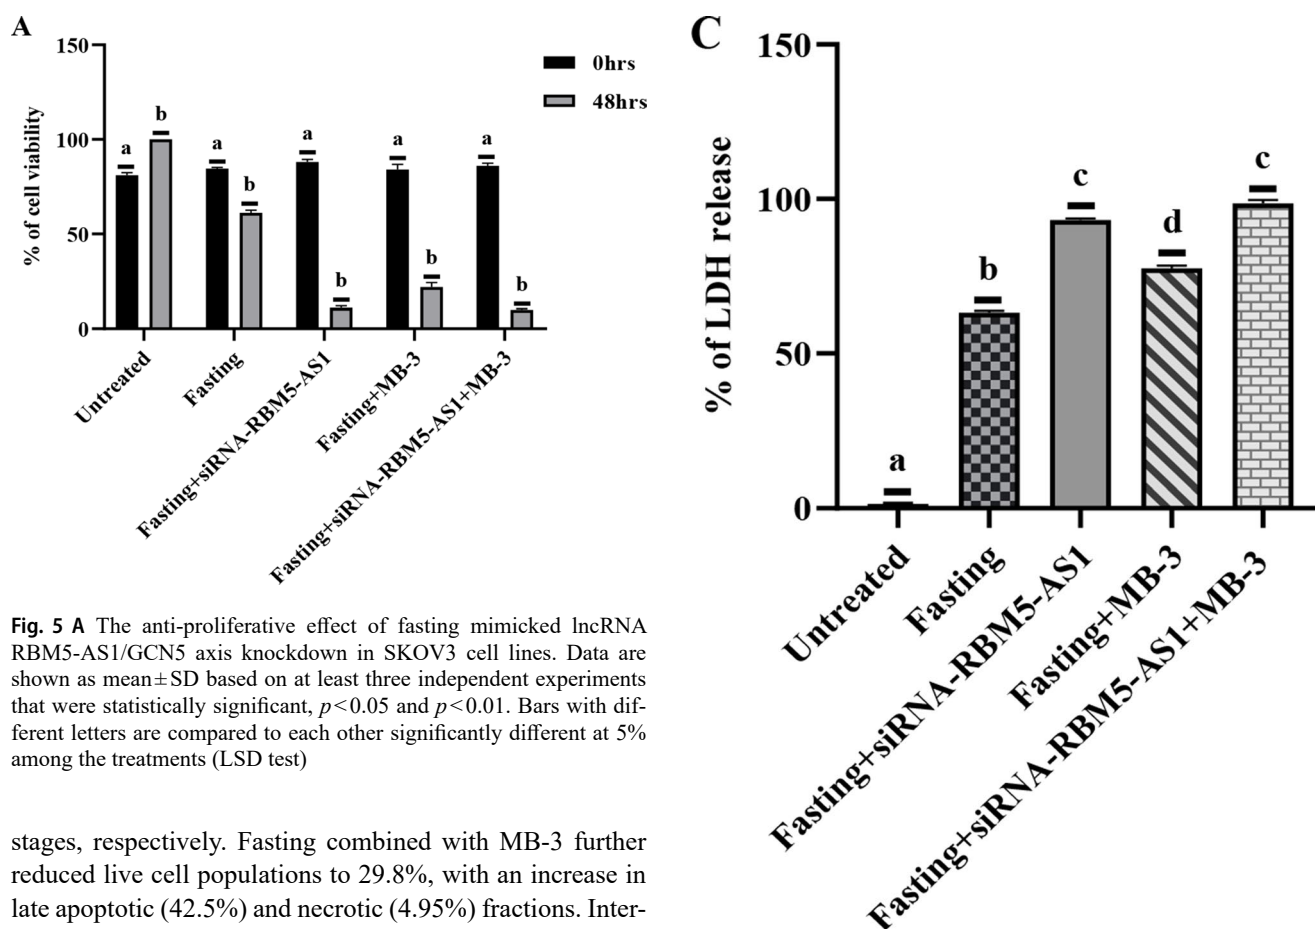 A
150
100
50
0
% of cell viability
0hrs
48hrs
a
b
a
b
a
b
a
b
a
b
Untreated
Fasting
Fasting+siRNA-RBM5-AS1
Fasting+MB-3
Fasting+siRNA-RBM5-AS1+MB-3
Fig. 5 A The anti-proliferative effect of fasting mimicked lncRNA
RBM5-AS1/GCN5 axis knockdown in SKOV3 cell lines. Data are
shown as mean±SD based on at least three independent experiments
that were statistically significant, p<0.05 and p<0.01. Bars with dif-
ferent letters are compared to each other significantly different at 5%
among the treatments (LSD test)
stages, respectively. Fasting combined with MB-3 further
reduced live cell populations to 29.8%, with an increase in
late apoptotic (42.5%) and necrotic (4.95%) fractions. Inter-
C
150
100
50
0
% of LDH release
a
b
c
d
c
Untreated
Fasting
Fasting+siRNA-RBM5-AS1
Fasting+MB-3
Fasting+siRNA-RBM5-AS1+MB-3